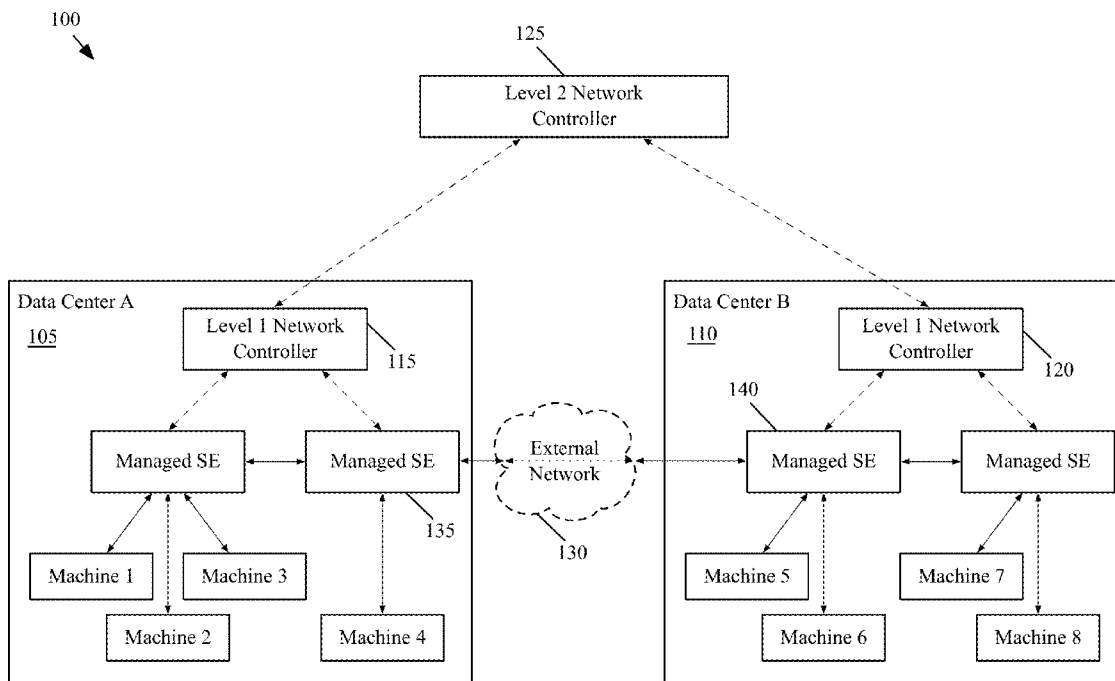 100
125
Level 2 Network
Controller
Data Center A
105
Level 1 Network
Controller
115
Managed SE
Managed SE
135
Machine 1
Machine 3
Machine 2
Machine 4
External
Network
130
Data Center B
110
Level 1 Network
Controller
120
140
Managed SE
Managed SE
Machine 5
Machine 7
Machine 6
Machine 8